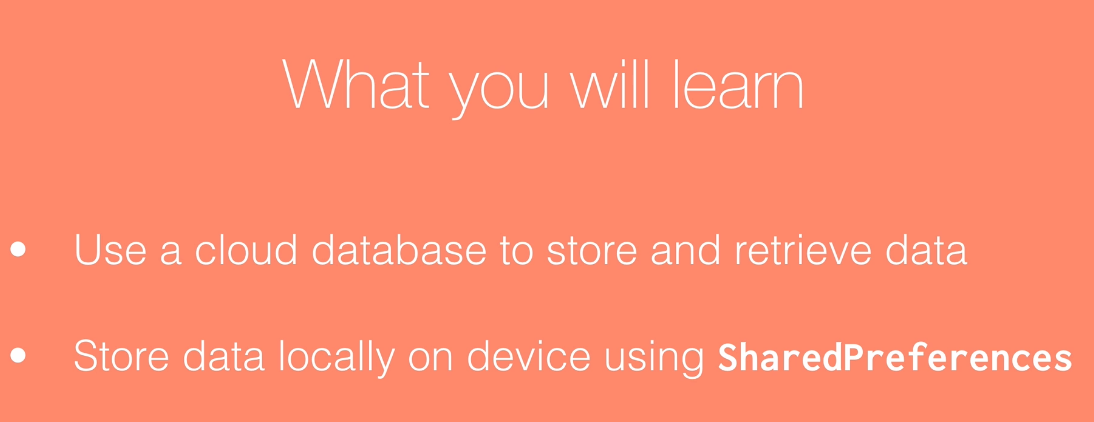 What you will learn
• Use a cloud database to store and retrieve data
• Store data locally on device using SharedPreferences